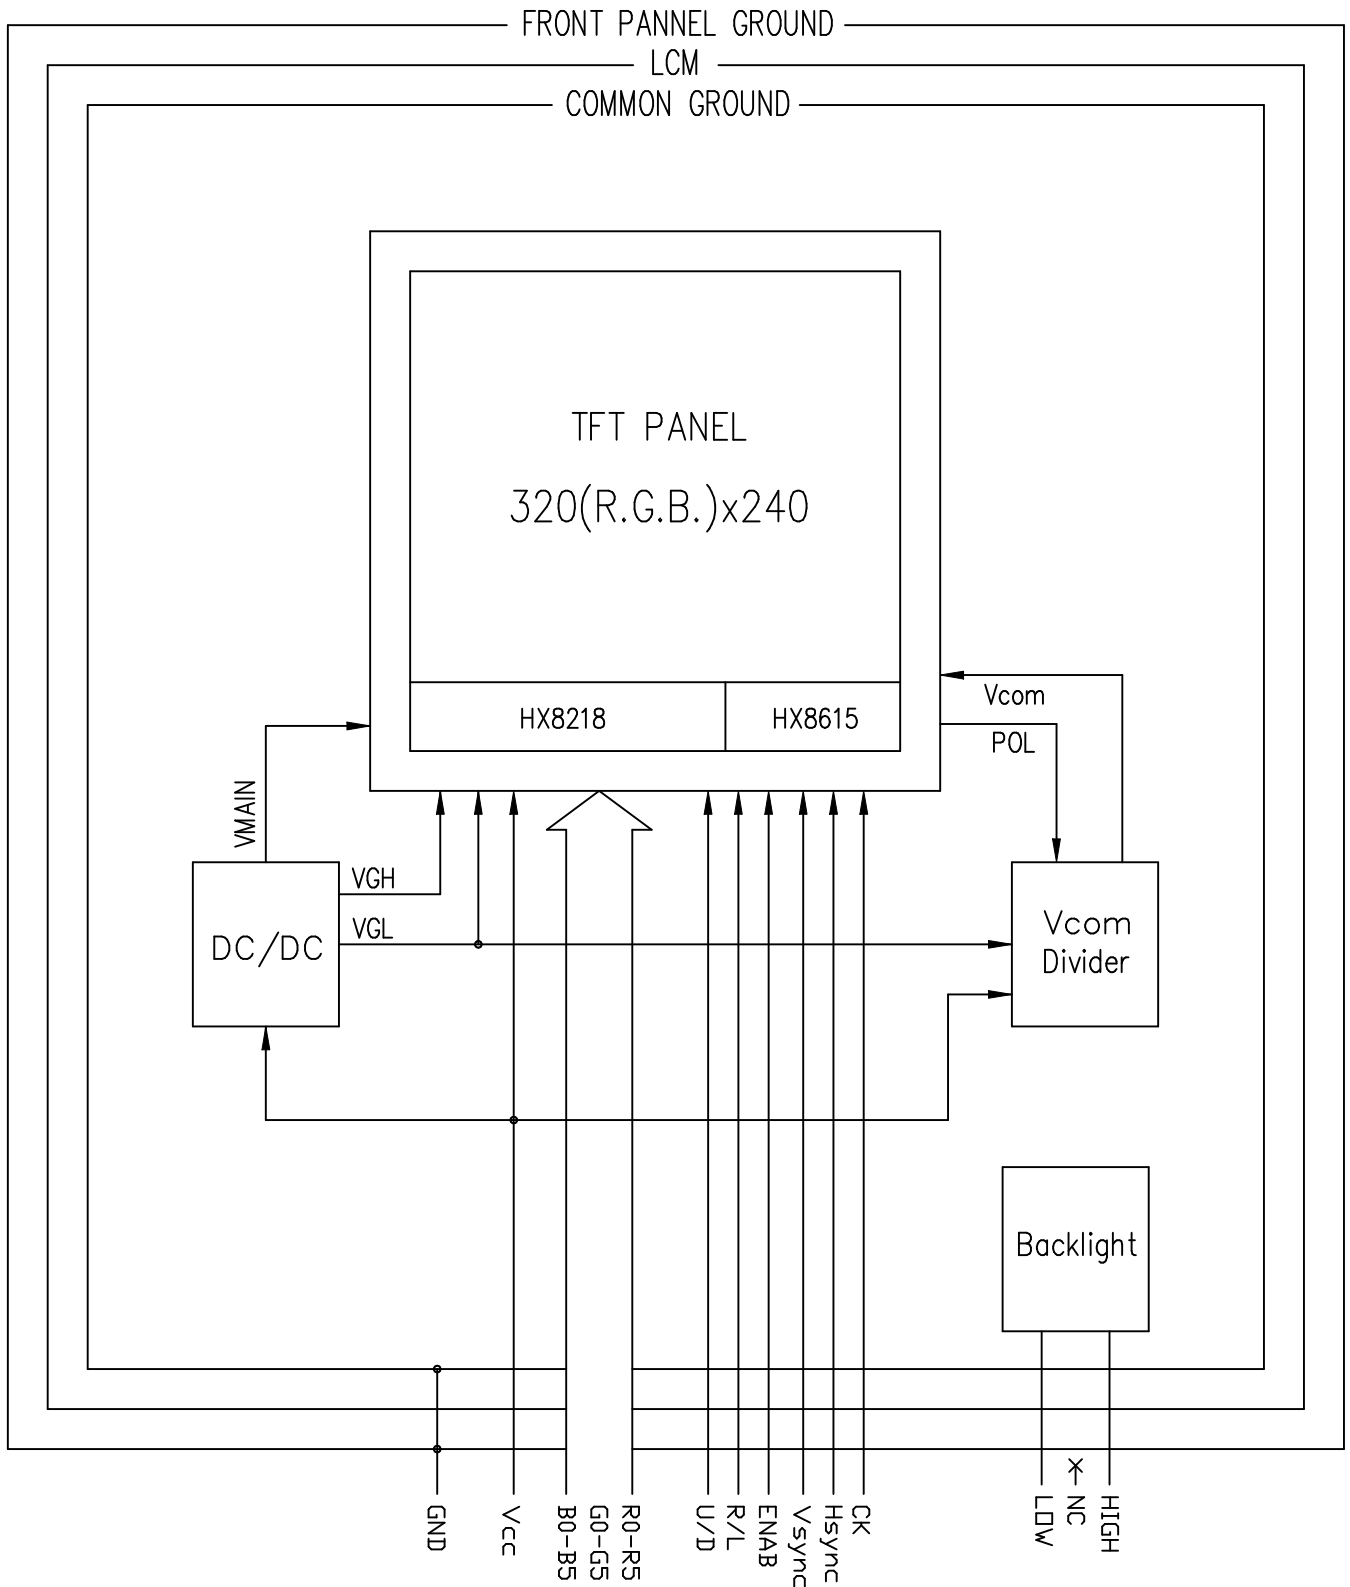 FRONT PANNEL GROUND
LCM
COMMON GROUND
TFT PANEL
320(R.G.B.)x240
HX8218
HX8615
Vcom
POL
VMAIN
VGH
VGL
DC/DC
Vcom
Divider
Backlight
GND
Vcc
B0-B5
G0-G5
R0-R5
U/D
R/L
ENAB
Vsync
Hsync
CK
LOW
NC
HIGH